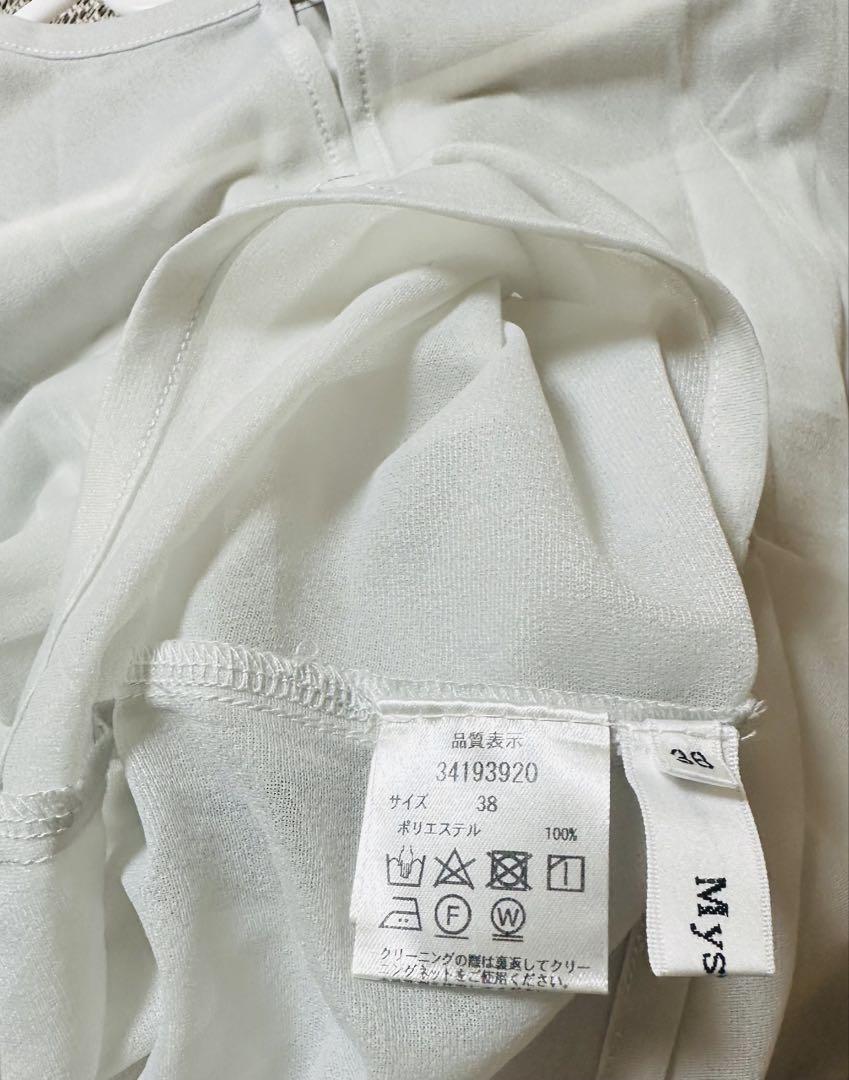 品質表示
34193920
サイズ 38
ポリエステル 100%
F W
クリーニングの際は裏返してクリー
ニングネットをご使用ください。
38
Mys